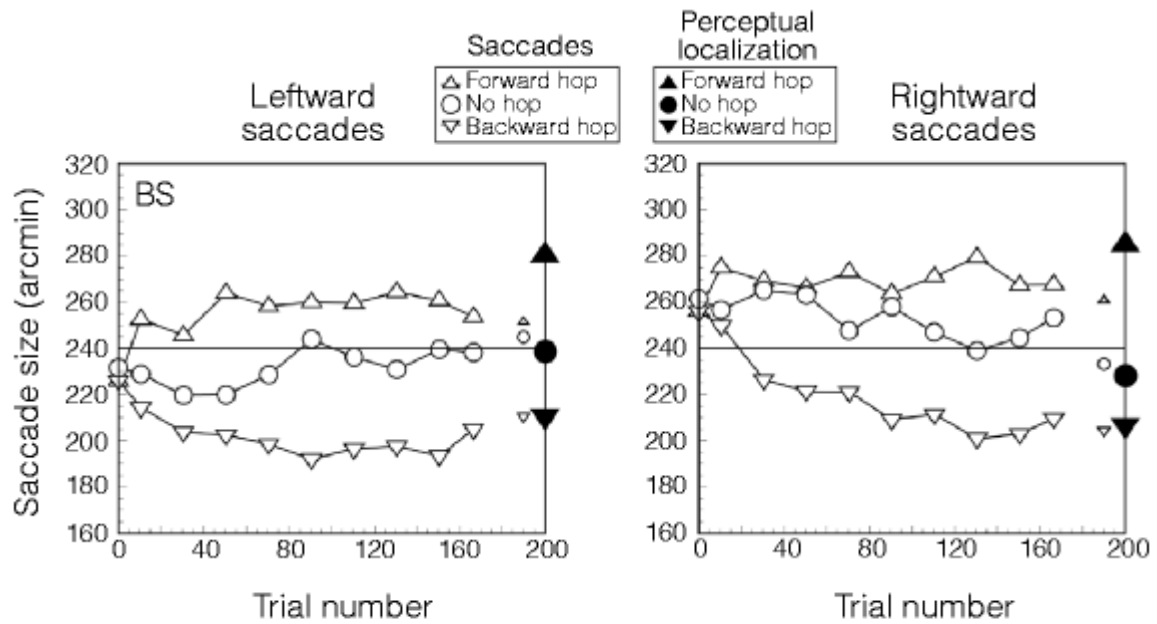 Saccades
△ Forward hop
○ No hop
▽ Backward hop
Perceptual
localization
▲ Forward hop
● No hop
▼ Backward hop
Leftward
saccades
Rightward
saccades
BS
Saccade size (arcmin)
320
300
280
260
240
220
200
180
160
0
40
80
120
160
200
Trial number
320
300
280
260
240
220
200
180
160
0
40
80
120
160
200
Trial number